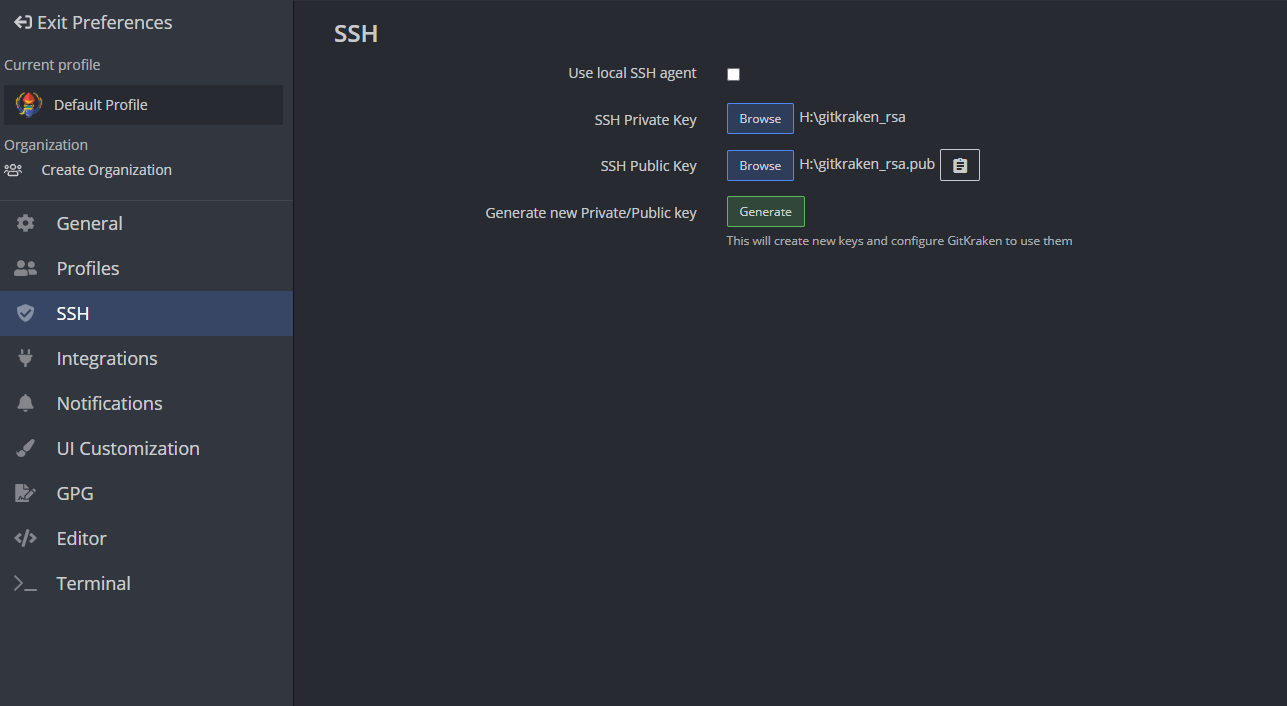 Exit Preferences
Current profile
Default Profile
Organization
Create Organization
General
Profiles
SSH
Integrations
Notifications
UI Customization
GPG
Editor
Terminal
SSH
Use local SSH agent
SSH Private Key Browse H:\gitkraken_rsa
SSH Public Key Browse H:\gitkraken_rsa.pub
Generate new Private/Public key Generate
This will create new keys and configure GitKraken to use them